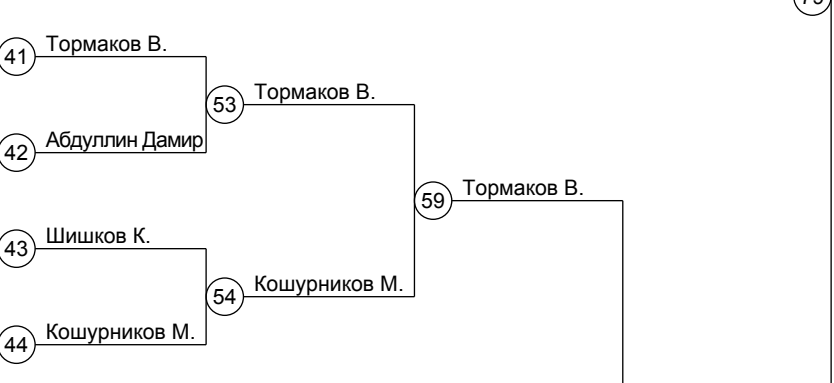 41 Тормаков В.
53 Тормаков В.
42 Абдуллин Дамир
59 Тормаков В.
43 Шишков К.
54 Кошурников М.
44 Кошурников М.